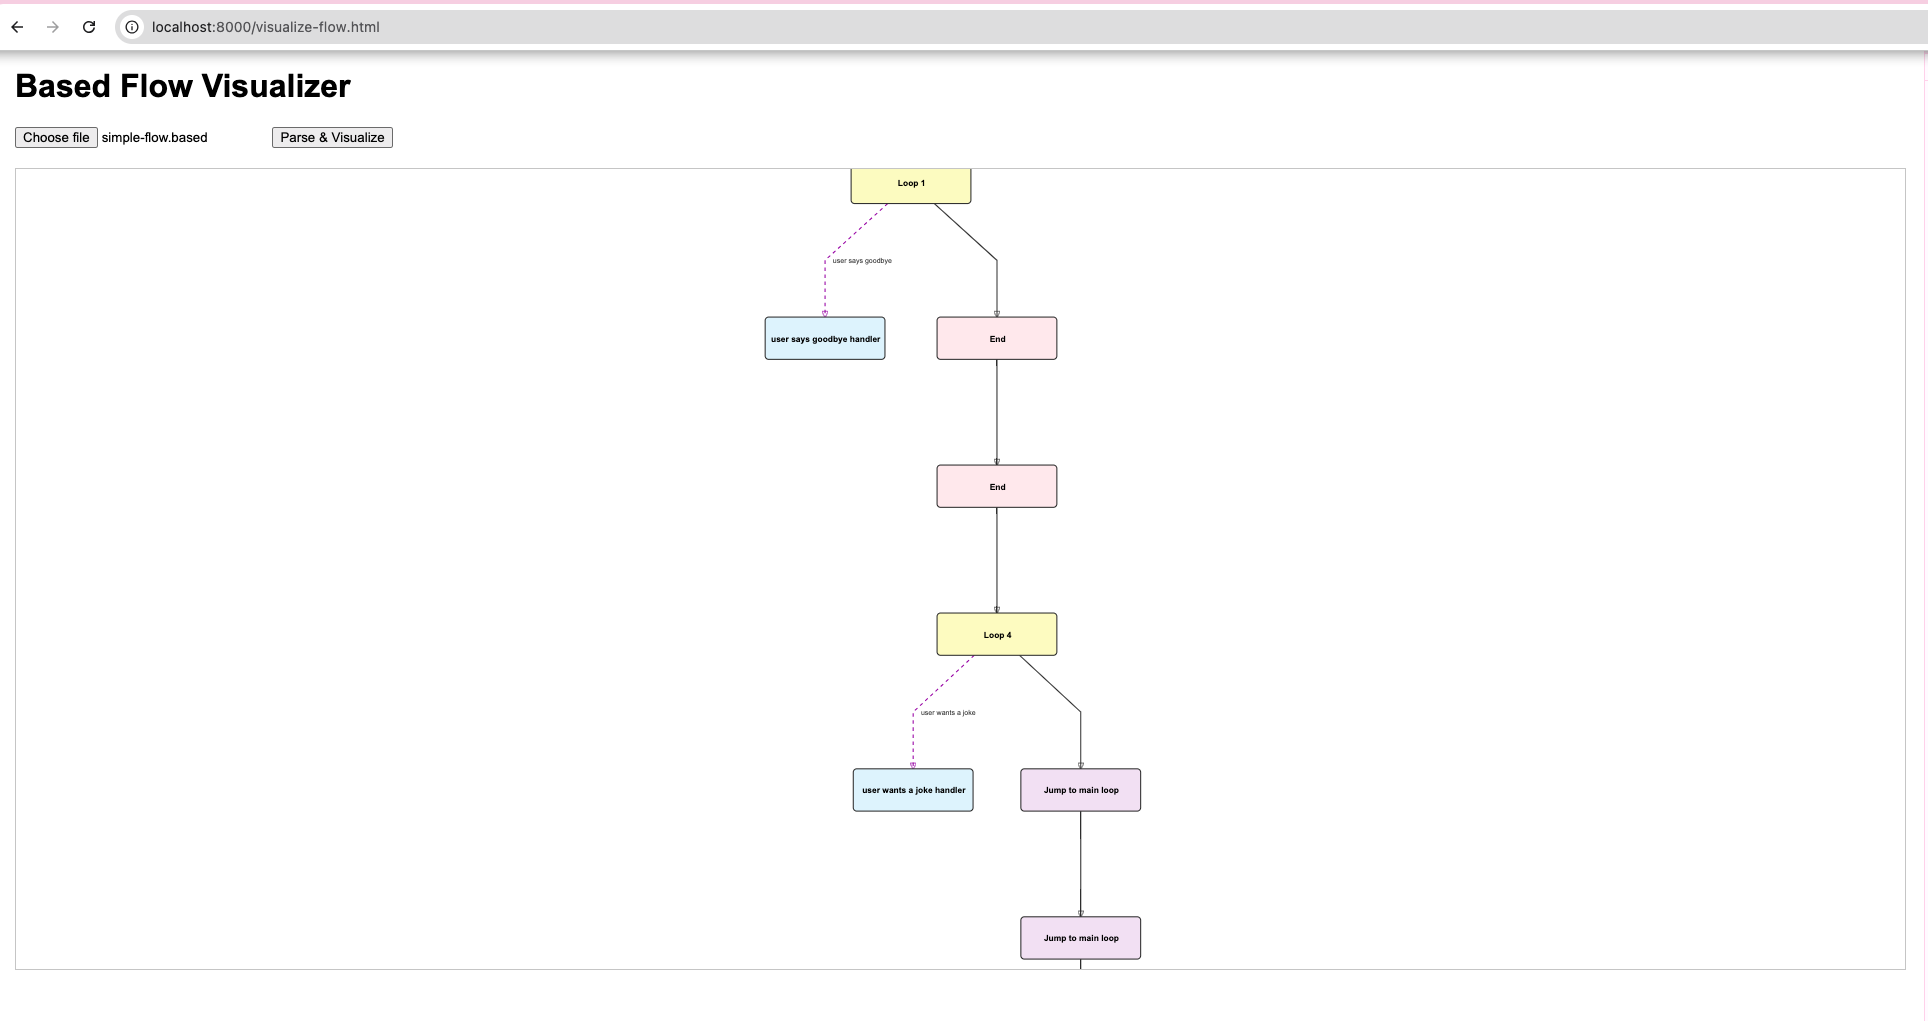 localhost:8000/visualize-flow.html
Based Flow Visualizer
Choose file simple-flow.based Parse & Visualize
Loop 1
user says goodbye
user says goodbye handler End
End
Loop 4
user wants a joke
user wants a joke handler Jump to main loop
Jump to main loop